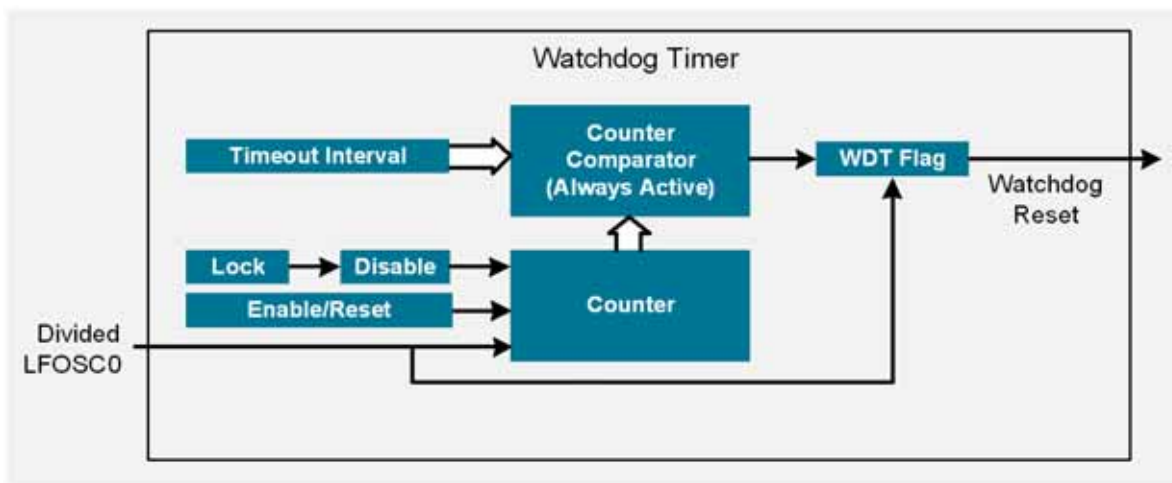 Watchdog Timer
Timeout Interval
Counter
Comparator
(Always Active)
WDT Flag
Watchdog
Reset
Lock
Disable
Enable/Reset
Counter
Divided
LFOSC0